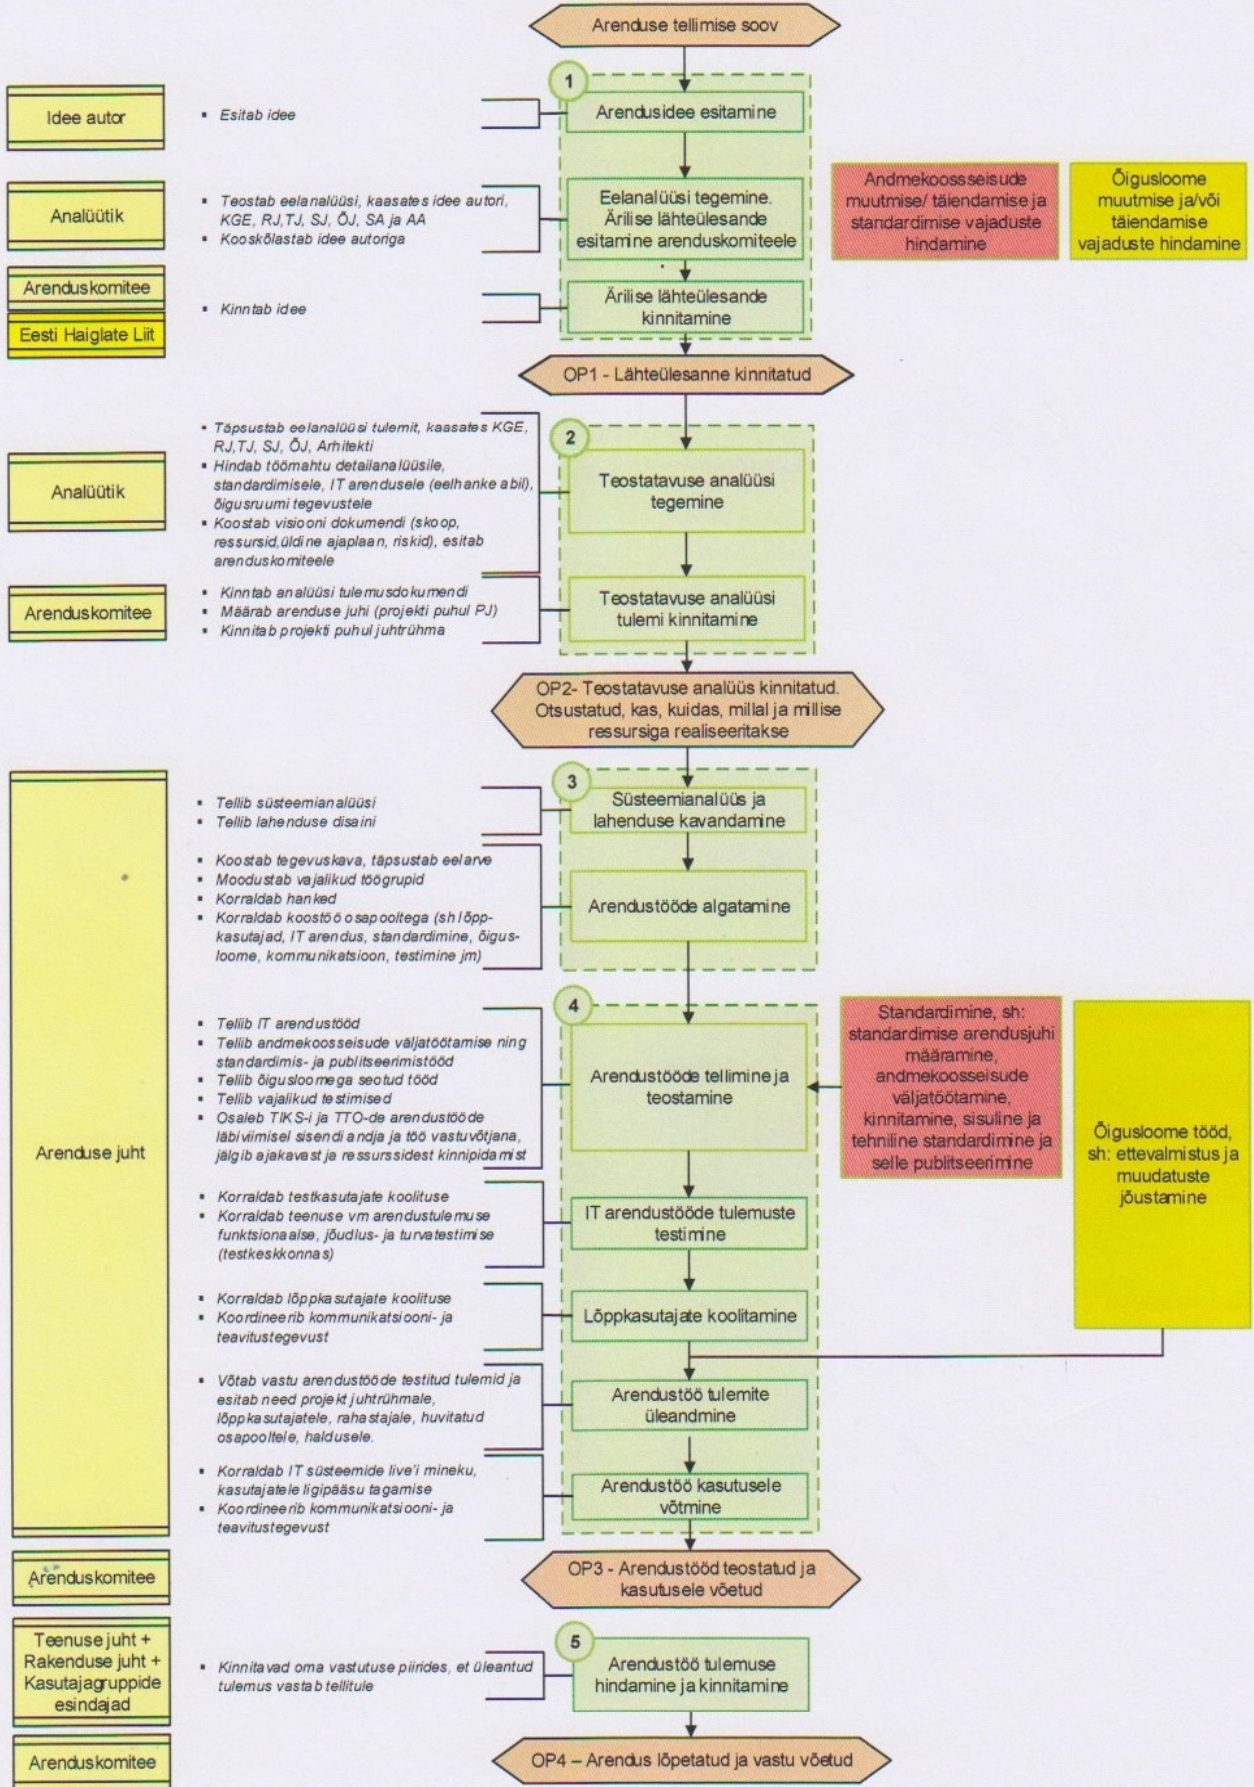 Arenduse tellimise soov
1
Idee autor
▪ Esitab idee
Arendusidee esitamine
Analüütik
▪ Teostab eelanalüüsi, kaasates idee autori,
KGE, RJ,TJ, SJ, ÕJ, SA ja AA
▪ Kooskõlastab idee autoriga
Eelanalüüsi tegemine.
Ärilise lähteülesande
esitamine arenduskomiteele
Andmekoossseisude
muutmise/ täiendamise ja
standardimise vajaduste
hindamine
Õigusloome
muutmise ja/või
täiendamise
vajaduste hindamine
Arenduskomitee
Eesti Haiglate Liit
▪ Kinntab idee
Ärilise lähteülesande
kinnitamine
OP1 - Lähteülesanne kinnitatud
2
Analüütik
▪ Täpsustab eelanalüüsi tulemit, kaasates KGE,
RJ,TJ, SJ, ÕJ, Arhitekti
▪ Hindab töömahtu detailanalüüsile,
standardimisele, IT arendusele (eelhanke abil),
õigusruumi tegevustele
▪ Koostab visiooni dokumendi (skoop,
ressursid,üldine ajaplaan, riskid), esitab
arenduskomiteele
Teostatavuse analüüsi
tegemine
Arenduskomitee
▪ Kinntab analüüsi tulemusdokumendi
▪ Määrab arenduse juhi (projekti puhul PJ)
▪ Kinnitab projekti puhul juhtrühma
Teostatavuse analüüsi
tulemi kinnitamine
OP2- Teostatavuse analüüs kinnitatud.
Otsustatud, kas, kuidas, millal ja millise
ressursiga realiseeritakse
3
Arenduse juht
▪ Tellib süsteemianalüüsi
▪ Tellib lahenduse disaini
Süsteemianalüüs ja
lahenduse kavandamine
▪ Koostab tegevuskava, täpsustab eelarve
▪ Moodustab vajalikud töögrupid
▪ Korraldab hanked
▪ Korraldab koostöö osapooltega (sh lõpp-
kasutajad, IT arendus, standardimine, õigus-
loome, kommunikatsioon, testimine jm)
Arendustööde algatamine
4
▪ Tellib IT arendustööd
▪ Tellib andmekoosseisude väljatöötamise ning
standardimis- ja publitseerimistööd
▪ Tellib õigusloomega seotud tööd
▪ Tellib vajalikud testimised
▪ Osaleb TIKS-i ja TTO-de arendustööde
läbiviimisel sisendi andja ja töö vastuvõtjana,
jälgib ajakavast ja ressurssidest kinnipidamist
Arendustööde tellimine ja
teostamine
Standardimine, sh:
standardimise arendusjuhi
määramine,
andmekoosseisude
väljatöötamine,
kinnitamine, sisuline ja
tehniline standardimine ja
selle publitseerimine
Õigusloome tööd,
sh: ettevalmistus ja
muudatuste
jõustamine
▪ Korraldab testkasutajate koolituse
▪ Korraldab teenuse vm arendustulemuse
funktsionaalse, jõudlus- ja turvatestimise
(testkeskkonnas)
IT arendustööde tulemuste
testimine
▪ Korraldab lõppkasutajate koolituse
▪ Koordineerib kommunikatsiooni- ja
teavitustegevust
Lõppkasutajate koolitamine
▪ Võtab vastu arendustööde testitud tulemid ja
esitab need projekt juhtrühmale,
lõppkasutajatele, rahastajale, huvitatud
osapooltele, haldusele.
Arendustöö tulemite
üleandmine
▪ Korraldab IT süsteemide live'i mineku,
kasutajatele ligipääsu tagamise
▪ Koordineerib kommunikatsiooni- ja
teavitustegevust
Arendustöö kasutusele
võtmine
Arenduskomitee
OP3 - Arendustööd teostatud ja
kasutusele võetud
5
Teenuse juht +
Rakenduse juht +
Kasutajagruppide
esindajad
▪ Kinnitavad oma vastutuse piirides, et üleantud
tulemus vastab tellitule
Arendustöö tulemuse
hindamine ja kinnitamine
Arenduskomitee
OP4 – Arendus lõpetatud ja vastu võetud